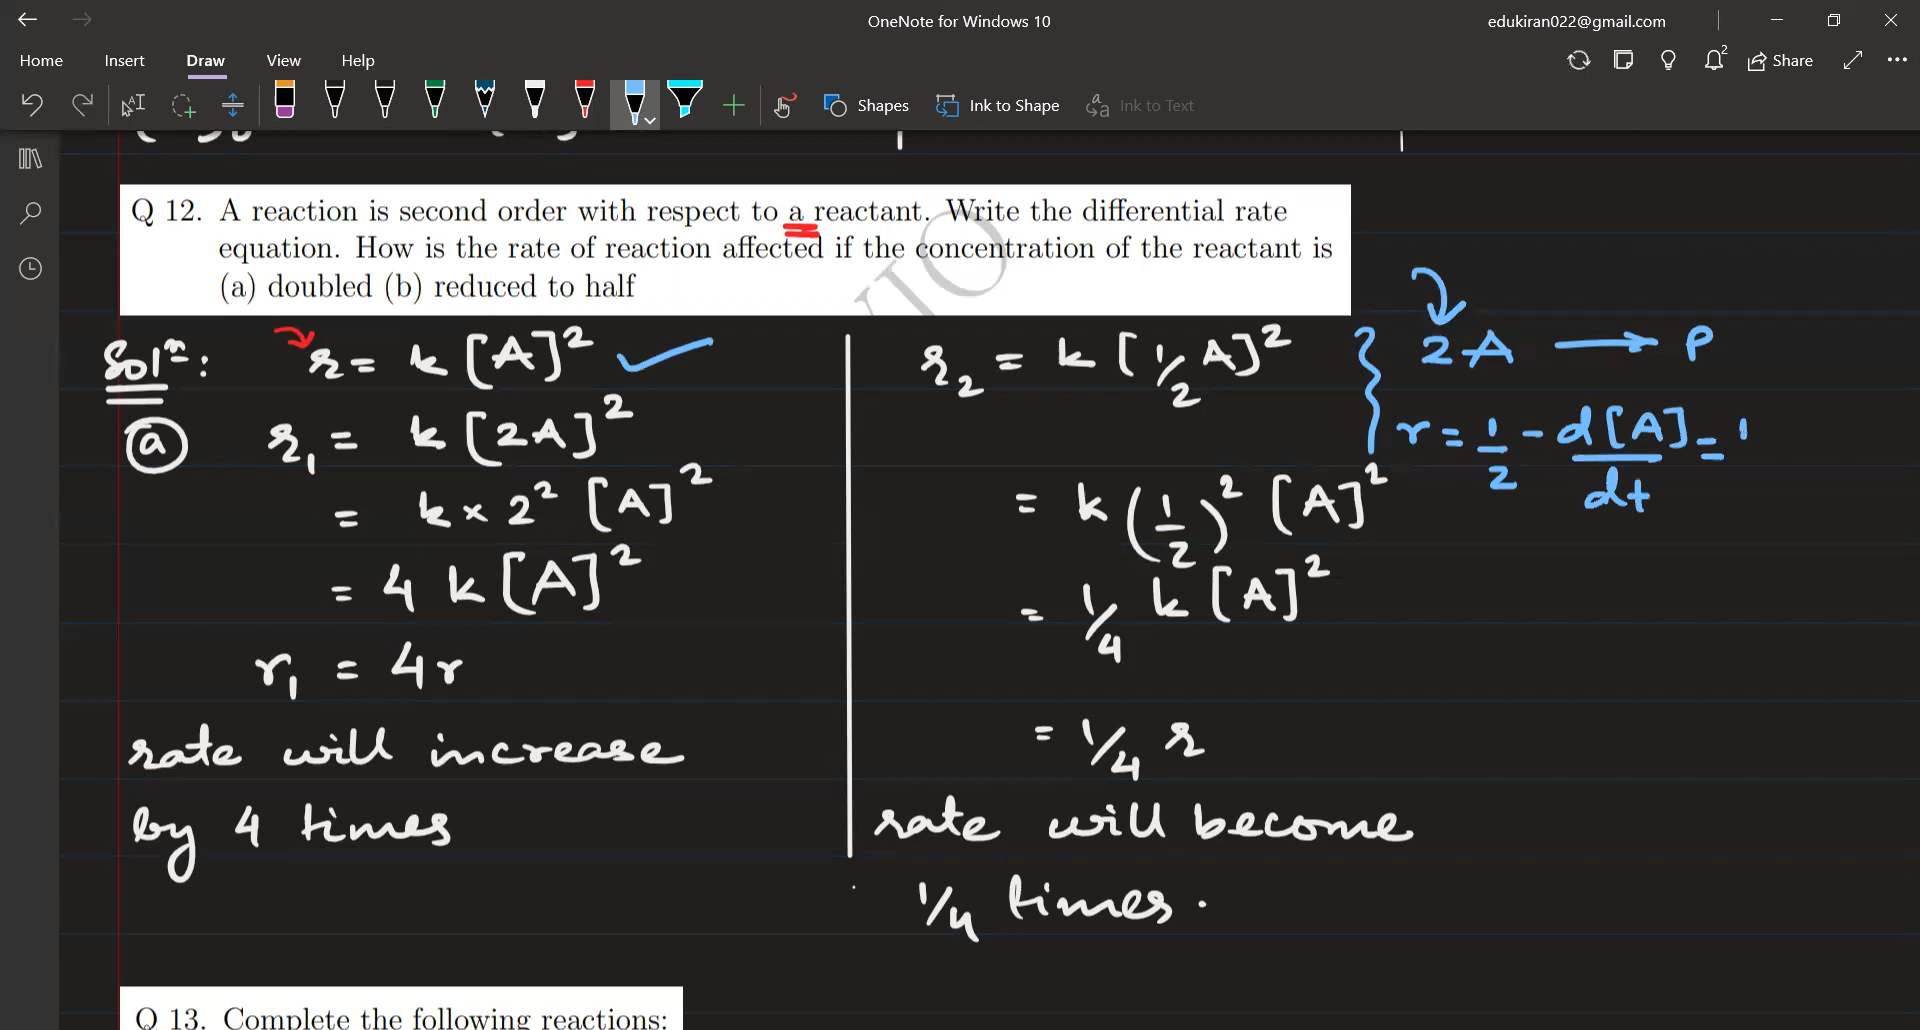 OneNote for Windows 10
edukiran022@gmail.com
Home Insert Draw View Help
2
Share
Shapes Ink to Shape Ink to Text
Q 12. A reaction is second order with respect to a reactant. Write the differential rate
equation. How is the rate of reaction affected if the concentration of the reactant is
(a) doubled (b) reduced to half
Solⁿ: r = k [A]²
(a) r₁ = k [2A]²
= k × 2² [A]²
= 4 k [A]²
r₁ = 4r
rate will increase
by 4 times
r₂ = k [1/2 A]²
= k (1/2)² [A]²
= 1/4 k [A]²
= 1/4 r
rate will become
1/4 times.
2A → P
r = 1/2 - d[A]/dt =
Q 13. Complete the following reactions: